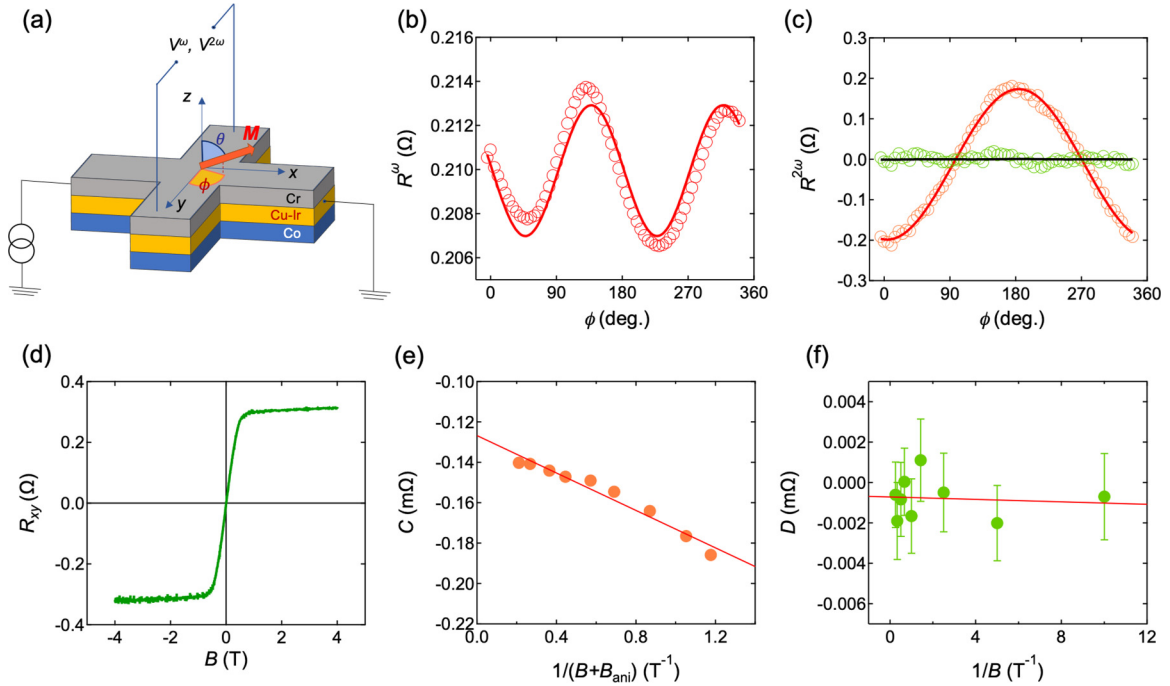 (a)
V^ω, V^2ω
z
θ
M
x
ϕ
y
Cr
Cu-Ir
Co
(b)
0.216
0.214
0.212
0.210
0.208
0.206
R^ω (Ω)
0 90 180 270 360
ϕ (deg.)
(c)
0.3
0.2
0.1
0.0
-0.1
-0.2
-0.3
R^2ω (Ω)
0 90 180 270 360
ϕ (deg.)
(d)
0.4
0.2
0.0
-0.2
-0.4
R_xy (Ω)
-4 -2 0 2 4
B (T)
(e)
-0.10
-0.12
-0.14
-0.16
-0.18
-0.20
-0.22
C (mΩ)
0.0 0.4 0.8 1.2
1/(B+B_ani) (T^-1)
(f)
0.004
0.002
0.000
-0.002
-0.004
-0.006
D (mΩ)
0 4 8 12
1/B (T^-1)